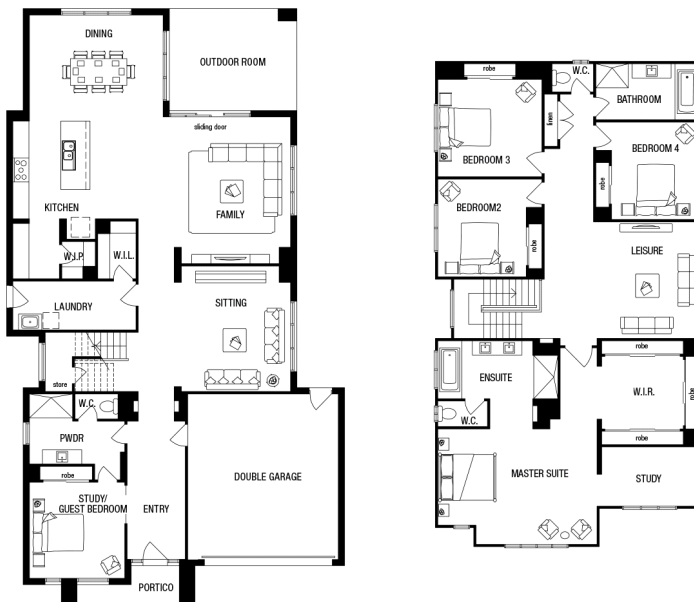 DINING
OUTDOOR ROOM
sliding door
KITCHEN
FAMILY
W.I.P.
W.I.L.
LAUNDRY
SITTING
store
W.C.
PWDR
robe
STUDY/
GUEST BEDROOM
ENTRY
DOUBLE GARAGE
PORTICO
robe
W.C.
BATHROOM
linen
BEDROOM 3
BEDROOM 4
robe
BEDROOM2
robe
LEISURE
ENSUITE
robe
W.I.R.
robe
W.C.
robe
MASTER SUITE
STUDY